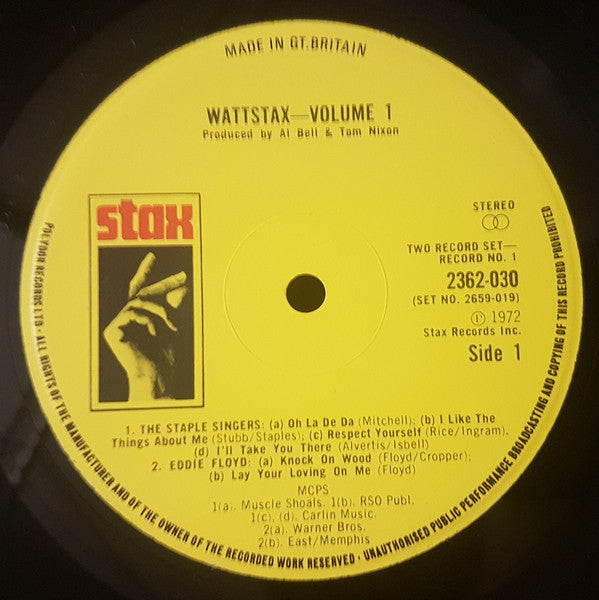 MADE IN GT. BRITAIN
WATTSTAX—VOLUME 1
Produced by Al Bell & Tom Nixon
stax
STEREO
TWO RECORD SET—
RECORD NO. 1
2362-030
(SET NO. 2659-019)
Ⓟ 1972
Stax Records Inc.
Side 1
1. THE STAPLE SINGERS: (a) Oh La De Da (Mitchell); (b) I Like The
Things About Me (Stubb/Staples); (c) Respect Yourself (Rice/Ingram),
(d) I'll Take You There (Alvertis/Isbell)
2. EDDIE FLOYD: (a) Knock On Wood (Floyd/Cropper);
(b) Lay Your Loving On Me (Floyd)
MCPS
1(a). Muscle Shoals. 1(b). RSO Publ.
1(c), (d). Carlin Music.
2(a). Warner Bros.
2(b). East/Memphis
POLYDOR RECORDS LTD · ALL RIGHTS OF THE MANUFACTURER AND OF THE OWNER OF THE RECORDED WORK RESERVED · UNAUTHORISED PUBLIC PERFORMANCE BROADCASTING AND COPYING OF THIS RECORD PROHIBITED